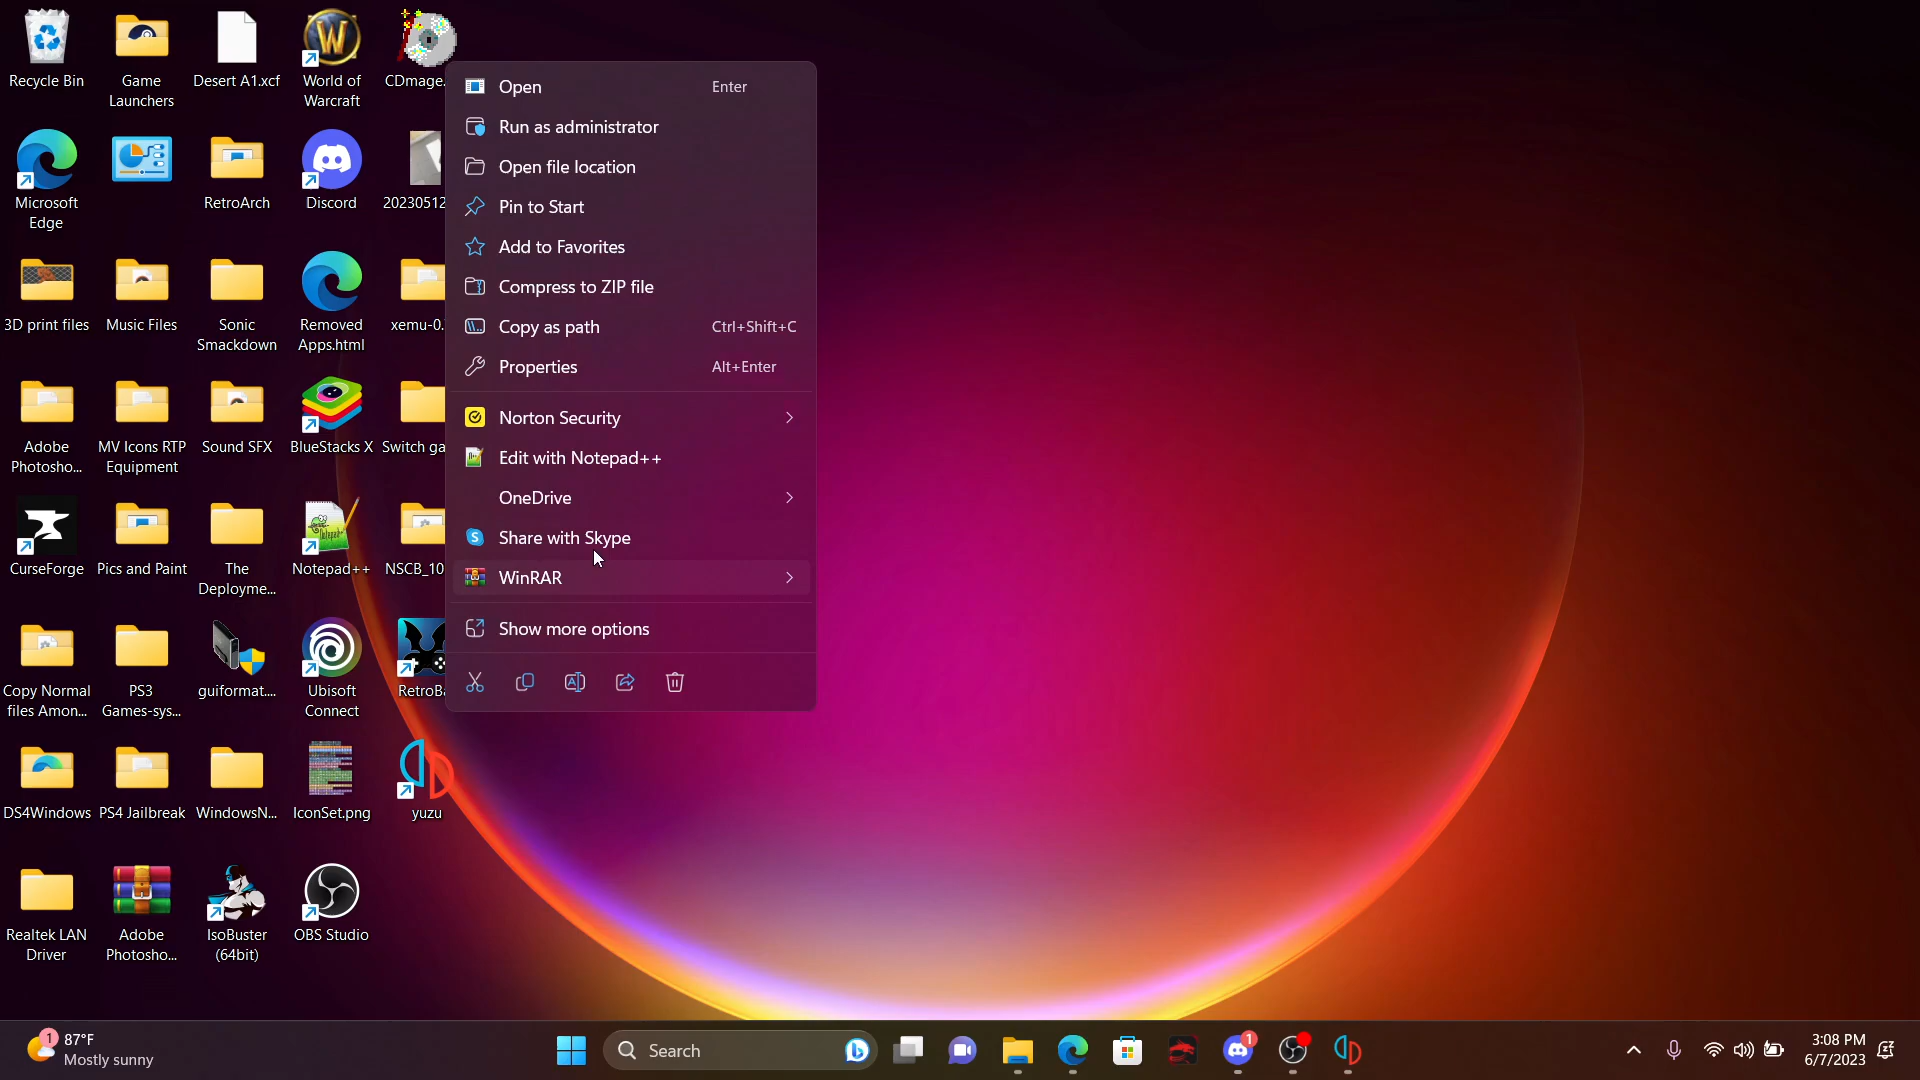 Recycle Bin
Game
Launchers
Desert A1.xcf
World of
Warcraft
CDmage.
Microsoft
Edge
RetroArch
Discord
20230512
3D print files
Music Files
Sonic
Smackdown
Removed
Apps.html
xemu-0.
Adobe
Photosho...
MV Icons RTP
Equipment
Sound SFX
BlueStacks X
Switch ga
CurseForge
Pics and Paint
The
Deployme...
Notepad++
NSCB_10
Copy Normal
files Amon...
PS3
Games-sys...
guiformat....
Ubisoft
Connect
RetroBa
DS4Windows
PS4 Jailbreak
WindowsN...
IconSet.png
yuzu
Realtek LAN
Driver
Adobe
Photosho...
IsoBuster
(64bit)
OBS Studio
Open Enter
Run as administrator
Open file location
Pin to Start
Add to Favorites
Compress to ZIP file
Copy as path Ctrl+Shift+C
Properties Alt+Enter
Norton Security
Edit with Notepad++
OneDrive
Share with Skype
WinRAR
Show more options
1
87°F
Mostly sunny
Search
1
3:08 PM
6/7/2023